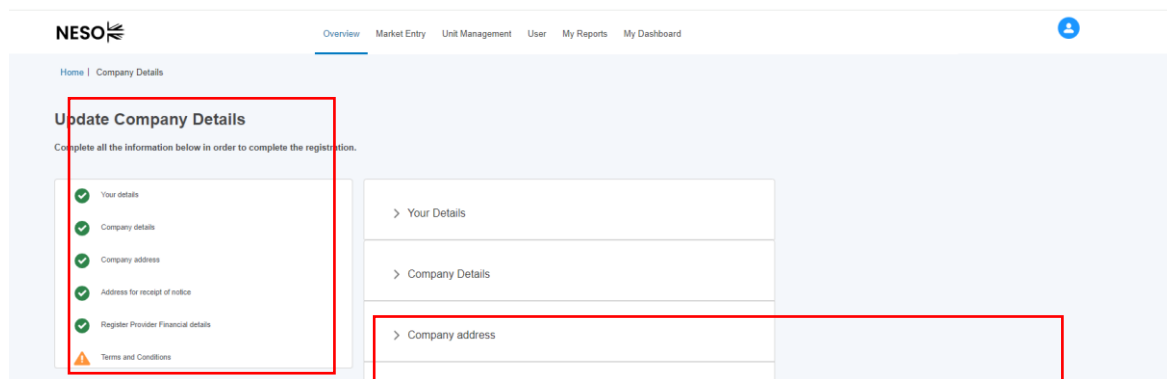 NESO
Overview Market Entry Unit Management User My Reports My Dashboard
Home | Company Details
Update Company Details
Complete all the information below in order to complete the registration.
Your details
Company details
Company address
Address for receipt of notice
Register Provider Financial details
Terms and Conditions
Your Details
Company Details
Company address